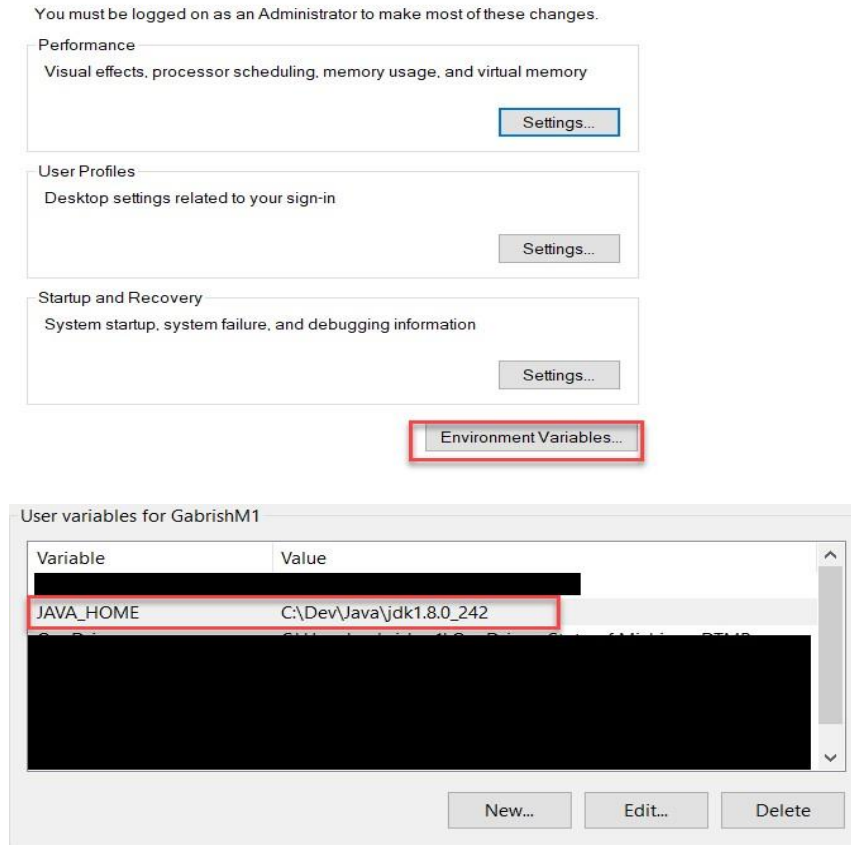 You must be logged on as an Administrator to make most of these changes.
Performance
Visual effects, processor scheduling, memory usage, and virtual memory
Settings...
User Profiles
Desktop settings related to your sign-in
Settings...
Startup and Recovery
System startup, system failure, and debugging information
Settings...
Environment Variables...
User variables for GabrishM1
Variable Value
JAVA_HOME C:\Dev\Java\jdk1.8.0_242
New... Edit... Delete